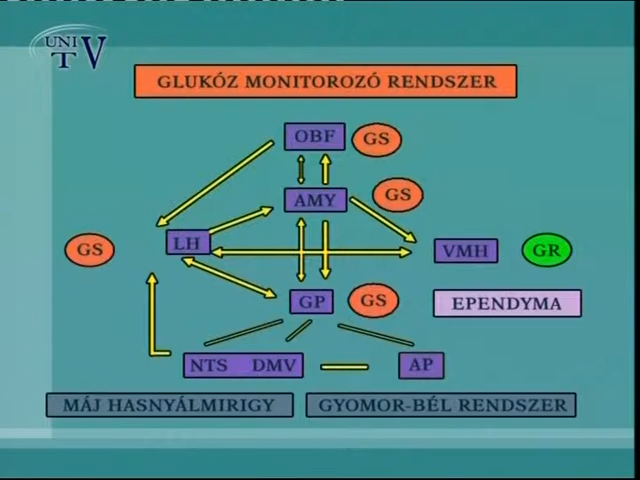 UNI
TV
GLUKÓZ MONITOROZÓ RENDSZER
OBF GS
AMY GS
GS LH VMH GR
GP GS EPENDYMA
NTS DMV AP
MÁJ HASNYÁLMIRIGY GYOMOR-BÉL RENDSZER